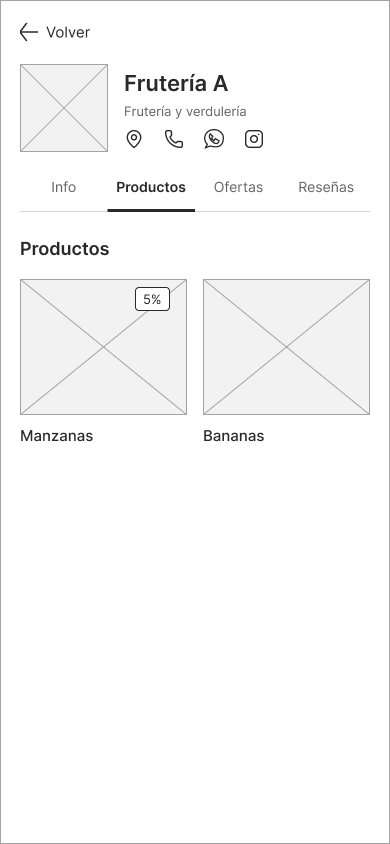 Volver
Frutería A
Frutería y verdulería
Info Productos Ofertas Reseñas
Productos
5%
Manzanas Bananas